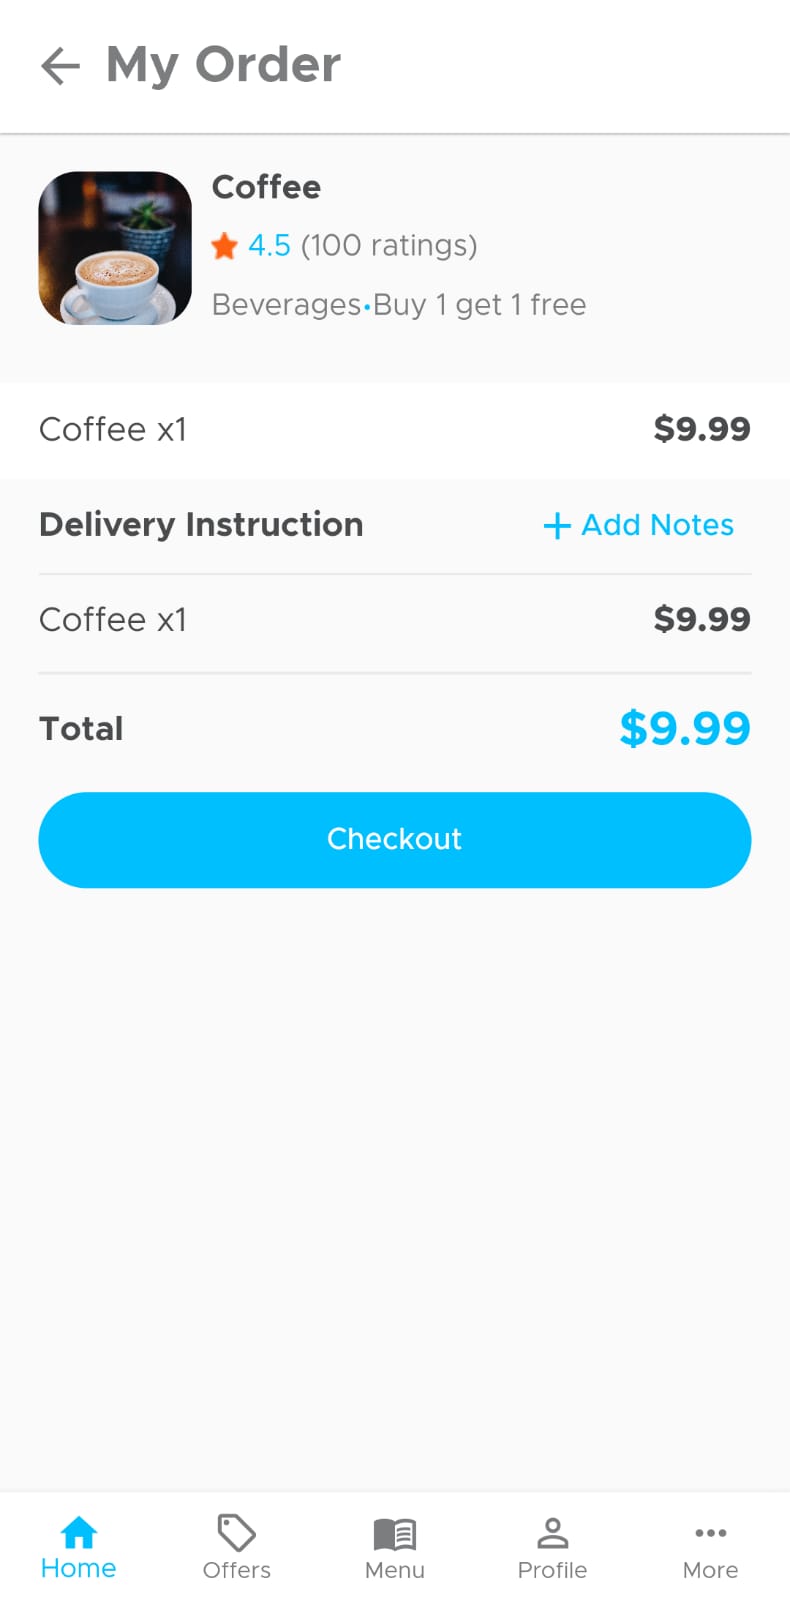 My Order
Coffee
4.5 (100 ratings)
Beverages•Buy 1 get 1 free
Coffee x1 $9.99
Delivery Instruction + Add Notes
Coffee x1 $9.99
Total $9.99
Checkout
Home Offers Menu Profile More